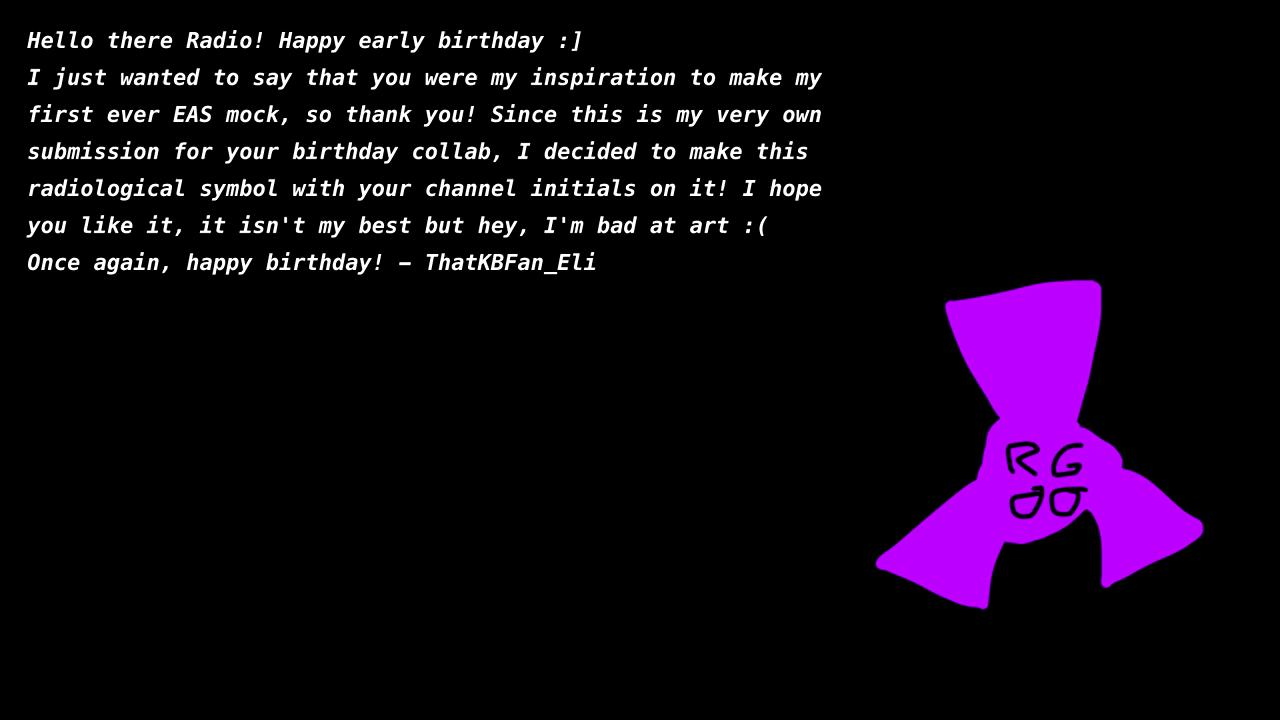 Hello there Radio! Happy early birthday :]
I just wanted to say that you were my inspiration to make my
first ever EAS mock, so thank you! Since this is my very own
submission for your birthday collab, I decided to make this
radiological symbol with your channel initials on it! I hope
you like it, it isn't my best but hey, I'm bad at art :(
Once again, happy birthday! – ThatKBFan_Eli
RG
00